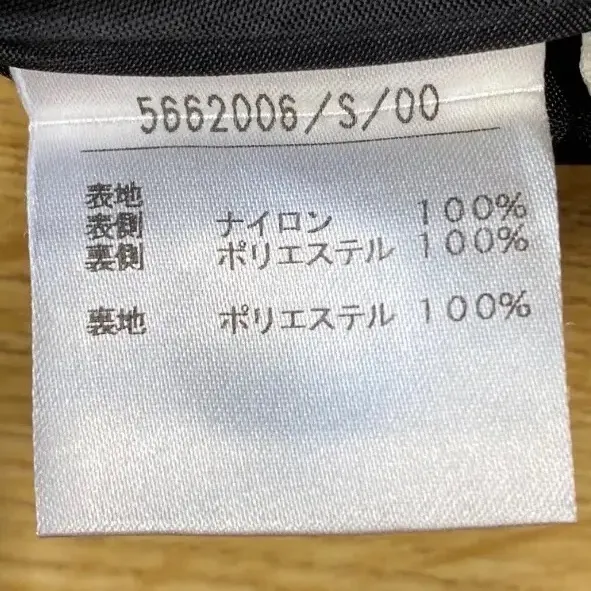 5662006/S/00
表地
表側 ナイロン 100%
裏側 ポリエステル 100%
裏地 ポリエステル 100%